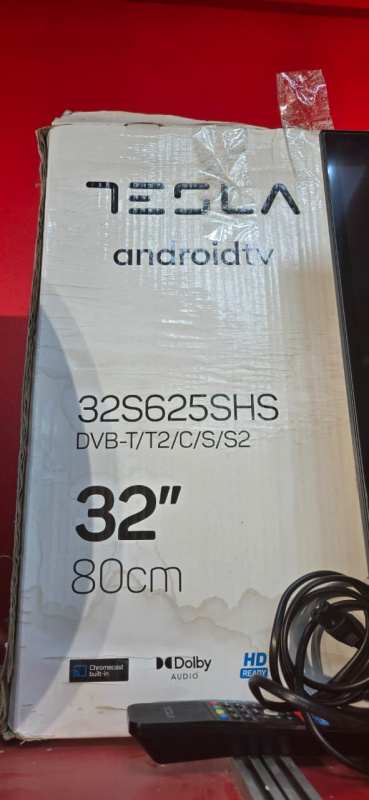 TESLA
androidtv
32S625SHS
DVB-T/T2/C/S/S2
32"
80cm
Chromecast
built-in
Dolby
AUDIO
HD
READY